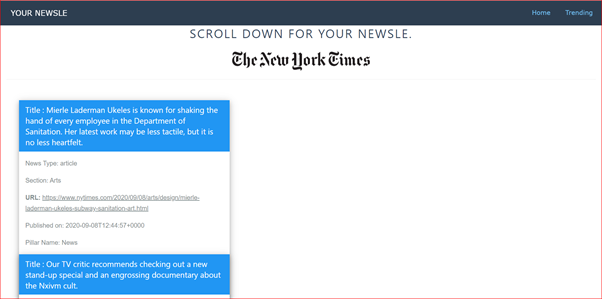 YOUR NEWSLE
Home
Trending
SCROLL DOWN FOR YOUR NEWSLE.
The New York Times
Title : Mierle Laderman Ukeles is known for shaking the
hand of every employee in the Department of
Sanitation. Her latest work may be less tactile, but it is
no less heartfelt.
News Type: article
Section: Arts
URL: https://www.nytimes.com/2020/09/08/arts/design/mierle-
laderman-ukeles-subway-sanitation-art.html
Published on: 2020-09-08T12:44:57+0000
Pillar Name: News
Title : Our TV critic recommends checking out a new
stand-up special and an engrossing documentary about
the Nxivm cult.